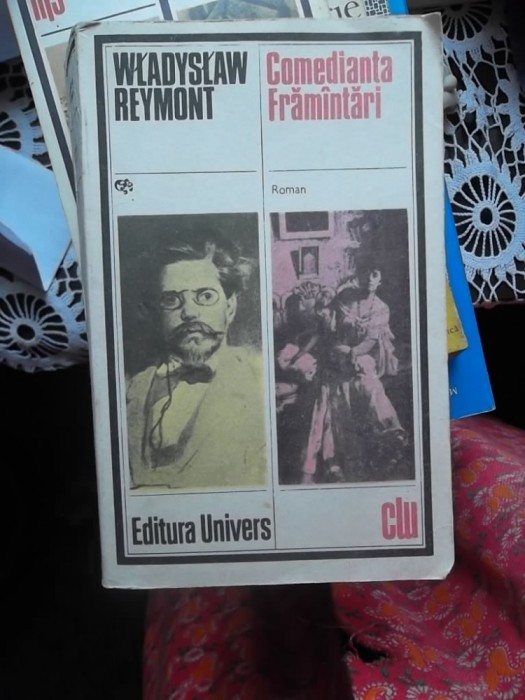 WŁADYSŁAW
REYMONT
Comedianta
Frămîntări
Roman
Editura Univers
clu